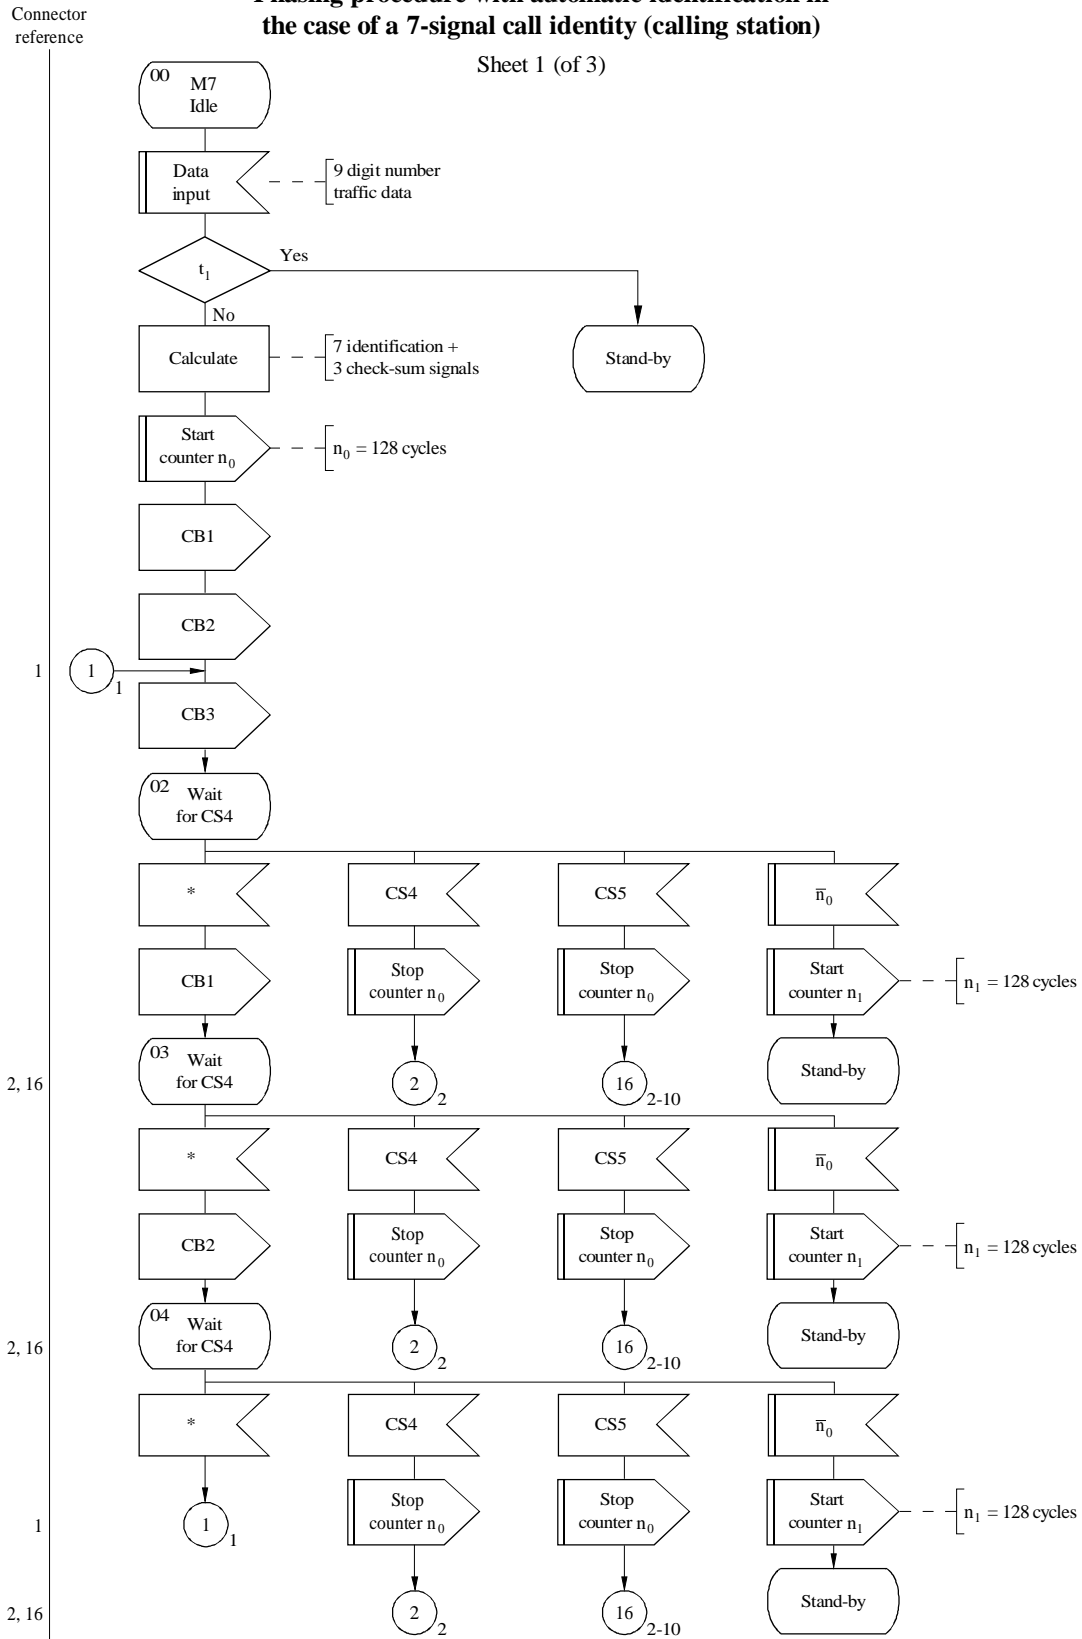 Connector
reference
Phasing procedure with automatic identification in
the case of a 7-signal call identity (calling station)
Sheet 1 (of 3)
00 M7
Idle
Data
input
9 digit number
traffic data
t₁
Yes
No
Calculate
7 identification +
3 check-sum signals
Stand-by
Start
counter n₀
n₀ = 128 cycles
CB1
CB2
1
1
1
CB3
02 Wait
for CS4
*
CS4
CS5
n̅₀
CB1
Stop
counter n₀
Stop
counter n₀
Start
counter n₁
n₁ = 128 cycles
03 Wait
for CS4
2, 16
2
2
16
2-10
Stand-by
*
CS4
CS5
n̅₀
CB2
Stop
counter n₀
Stop
counter n₀
Start
counter n₁
n₁ = 128 cycles
04 Wait
for CS4
2, 16
2
2
16
2-10
Stand-by
*
CS4
CS5
n̅₀
1
1
1
Stop
counter n₀
Stop
counter n₀
Start
counter n₁
n₁ = 128 cycles
2, 16
2
2
16
2-10
Stand-by